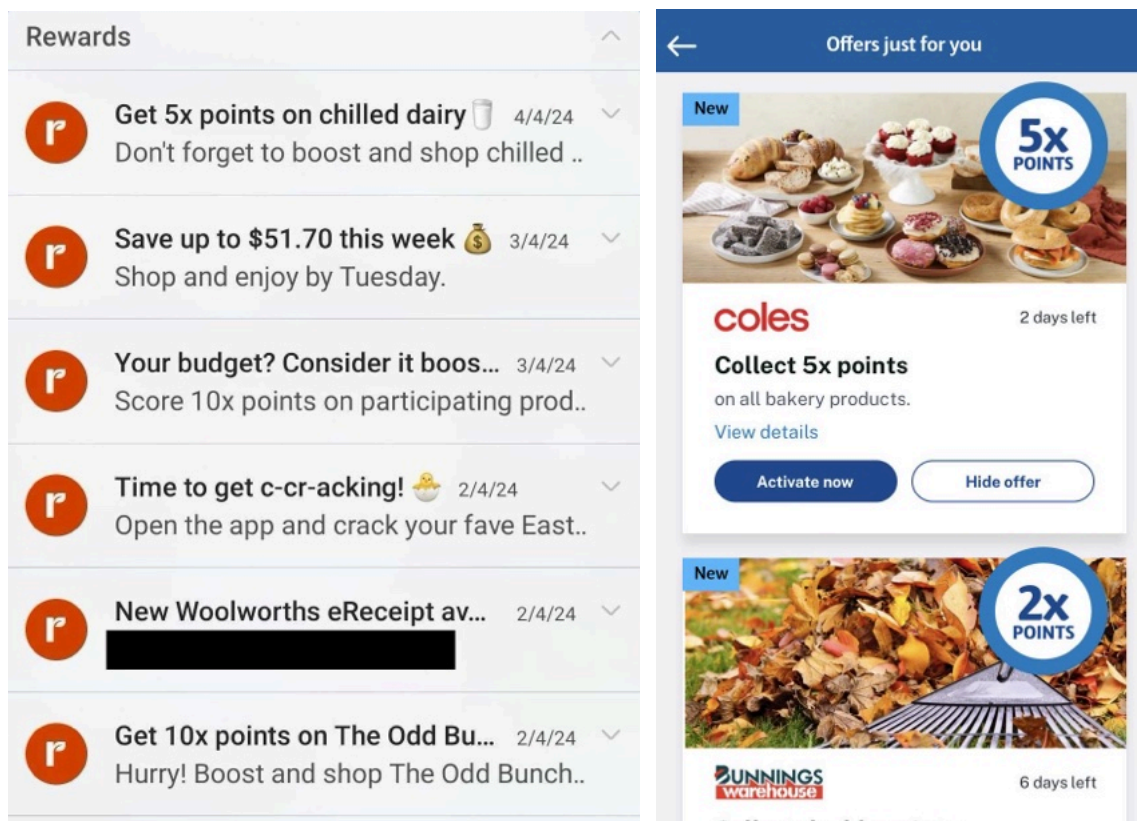 Rewards
Get 5x points on chilled dairy 4/4/24
Don't forget to boost and shop chilled ..
Save up to $51.70 this week 3/4/24
Shop and enjoy by Tuesday.
Your budget? Consider it boos... 3/4/24
Score 10x points on participating prod..
Time to get c-cr-acking! 2/4/24
Open the app and crack your fave East..
New Woolworths eReceipt av... 2/4/24
Get 10x points on The Odd Bu... 2/4/24
Hurry! Boost and shop The Odd Bunch..
Offers just for you
New
5x
POINTS
coles 2 days left
Collect 5x points
on all bakery products.
View details
Activate now Hide offer
New
2x
POINTS
BUNNINGS
warehouse
6 days left